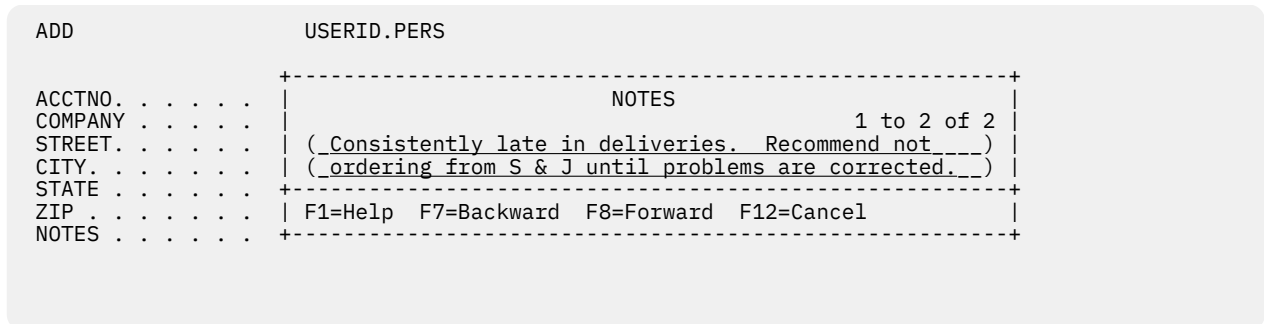 ADD                  USERID.PERS
                   +--------------------------------------------------------+
ACCTNO. . . . . .  |                         NOTES                          |
COMPANY . . . . .  |                                            1 to 2 of 2 |
STREET. . . . . .  | (_Consistently late in deliveries.  Recommend not____) |
CITY. . . . . . .  | (_ordering from S & J until problems are corrected.__) |
STATE . . . . . .  +--------------------------------------------------------+
ZIP . . . . . . .  | F1=Help  F7=Backward  F8=Forward  F12=Cancel           |
NOTES . . . . . .  +--------------------------------------------------------+